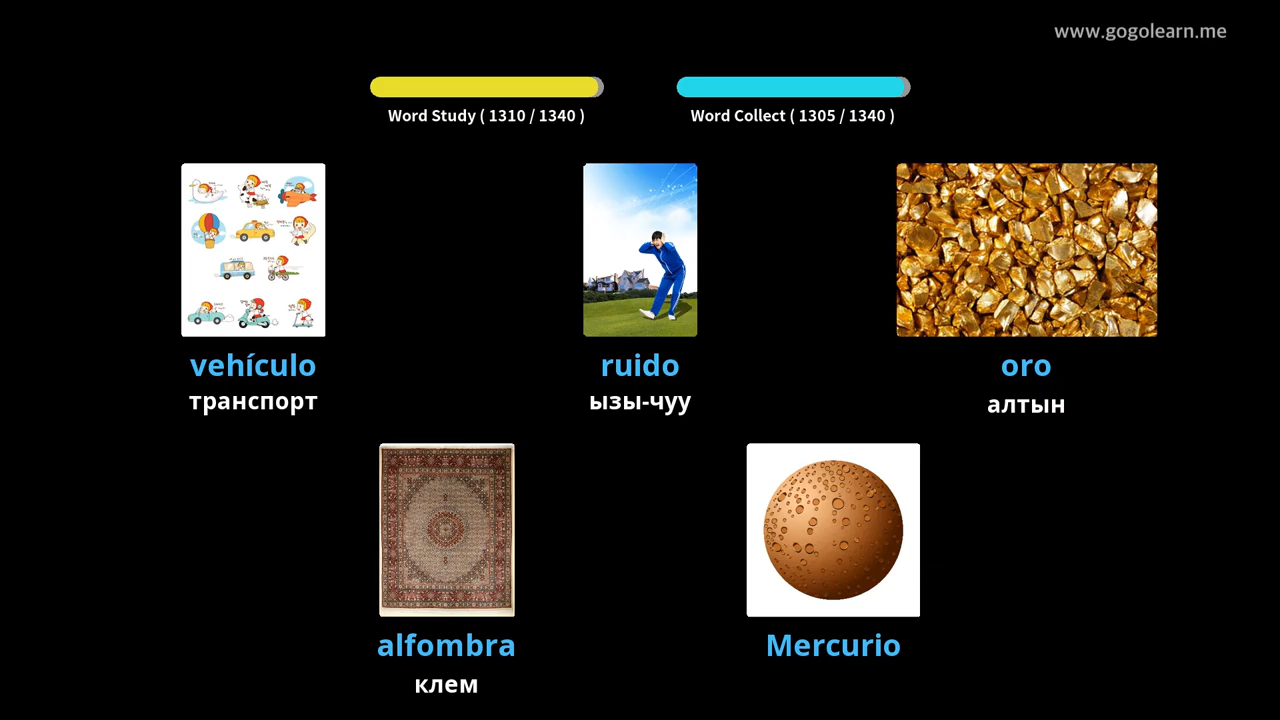 www.gogolearn.me
Word Study ( 1310 / 1340 )
Word Collect ( 1305 / 1340 )
vehículo
транспорт
ruido
ызы-чуу
oro
алтын
alfombra
клем
Mercurio